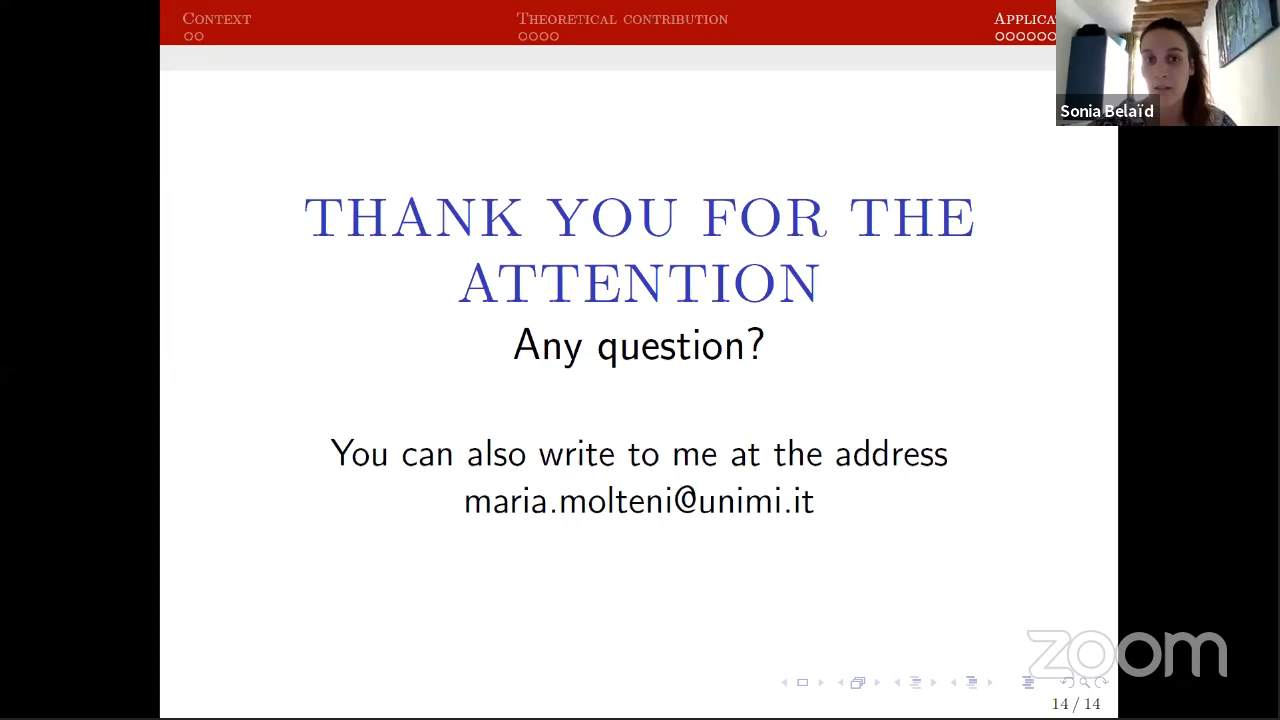 Context
Theoretical contribution
Applica
Sonia Belaïd
THANK YOU FOR THE
ATTENTION
Any question?
You can also write to me at the address
maria.molteni@unimi.it
zoom
14 / 14